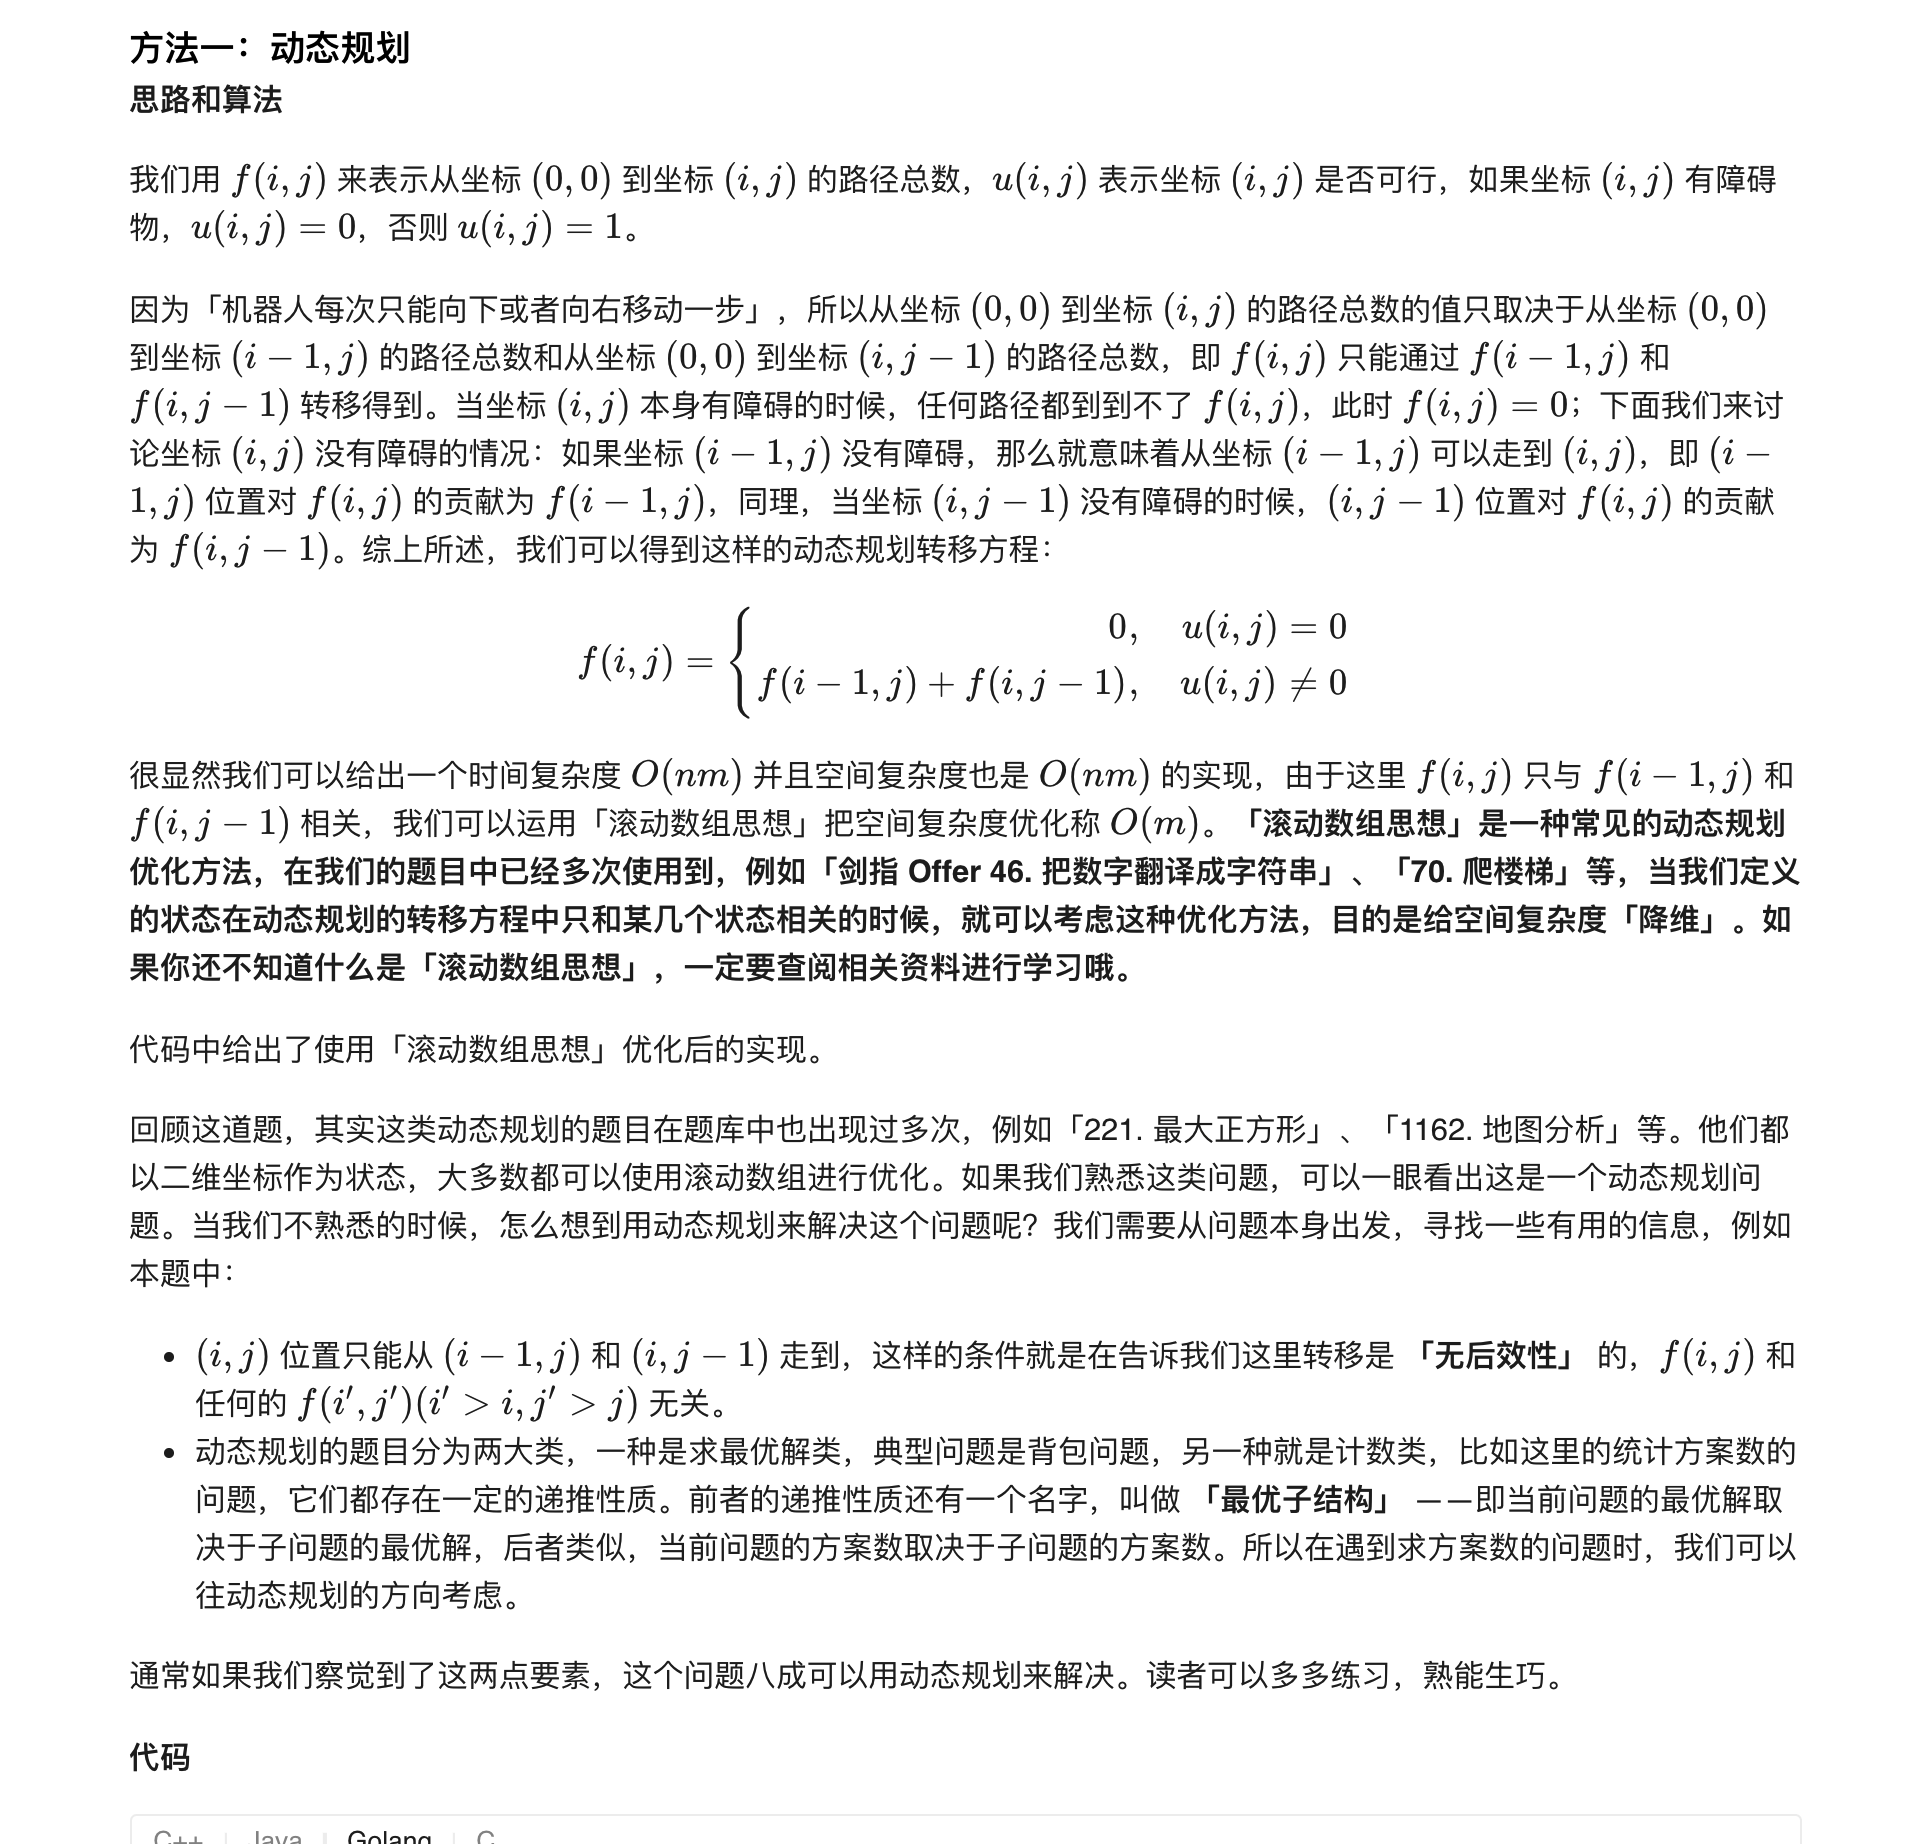 方法一：动态规划
思路和算法
我们用 f(i, j) 来表示从坐标 (0, 0) 到坐标 (i, j) 的路径总数，u(i, j) 表示坐标 (i, j) 是否可行，如果坐标 (i, j) 有障碍
物，u(i, j) = 0，否则 u(i, j) = 1。
因为「机器人每次只能向下或者向右移动一步」，所以从坐标 (0, 0) 到坐标 (i, j) 的路径总数的值只取决于从坐标 (0, 0)
到坐标 (i − 1, j) 的路径总数和从坐标 (0, 0) 到坐标 (i, j − 1) 的路径总数，即 f(i, j) 只能通过 f(i − 1, j) 和
f(i, j − 1) 转移得到。当坐标 (i, j) 本身有障碍的时候，任何路径都到到不了 f(i, j)，此时 f(i, j) = 0；下面我们来讨
论坐标 (i, j) 没有障碍的情况：如果坐标 (i − 1, j) 没有障碍，那么就意味着从坐标 (i − 1, j) 可以走到 (i, j)，即 (i −
1, j) 位置对 f(i, j) 的贡献为 f(i − 1, j)，同理，当坐标 (i, j − 1) 没有障碍的时候，(i, j − 1) 位置对 f(i, j) 的贡献
为 f(i, j − 1)。综上所述，我们可以得到这样的动态规划转移方程：
0, u(i, j) = 0
f(i, j) = {
f(i − 1, j) + f(i, j − 1), u(i, j) ≠ 0
很显然我们可以给出一个时间复杂度 O(nm) 并且空间复杂度也是 O(nm) 的实现，由于这里 f(i, j) 只与 f(i − 1, j) 和
f(i, j − 1) 相关，我们可以运用「滚动数组思想」把空间复杂度优化称 O(m)。「滚动数组思想」是一种常见的动态规划
优化方法，在我们的题目中已经多次使用到，例如「剑指 Offer 46. 把数字翻译成字符串」、「70. 爬楼梯」等，当我们定义
的状态在动态规划的转移方程中只和某几个状态相关的时候，就可以考虑这种优化方法，目的是给空间复杂度「降维」。如
果你还不知道什么是「滚动数组思想」，一定要查阅相关资料进行学习哦。
代码中给出了使用「滚动数组思想」优化后的实现。
回顾这道题，其实这类动态规划的题目在题库中也出现过多次，例如「221. 最大正方形」、「1162. 地图分析」等。他们都
以二维坐标作为状态，大多数都可以使用滚动数组进行优化。如果我们熟悉这类问题，可以一眼看出这是一个动态规划问
题。当我们不熟悉的时候，怎么想到用动态规划来解决这个问题呢？我们需要从问题本身出发，寻找一些有用的信息，例如
本题中：
• (i, j) 位置只能从 (i − 1, j) 和 (i, j − 1) 走到，这样的条件就是在告诉我们这里转移是 「无后效性」 的，f(i, j) 和
任何的 f(i′, j′)(i′ > i, j′ > j) 无关。
• 动态规划的题目分为两大类，一种是求最优解类，典型问题是背包问题，另一种就是计数类，比如这里的统计方案数的
问题，它们都存在一定的递推性质。前者的递推性质还有一个名字，叫做 「最优子结构」 ——即当前问题的最优解取
决于子问题的最优解，后者类似，当前问题的方案数取决于子问题的方案数。所以在遇到求方案数的问题时，我们可以
往动态规划的方向考虑。
通常如果我们察觉到了这两点要素，这个问题八成可以用动态规划来解决。读者可以多多练习，熟能生巧。
代码
C++ Java Golang C